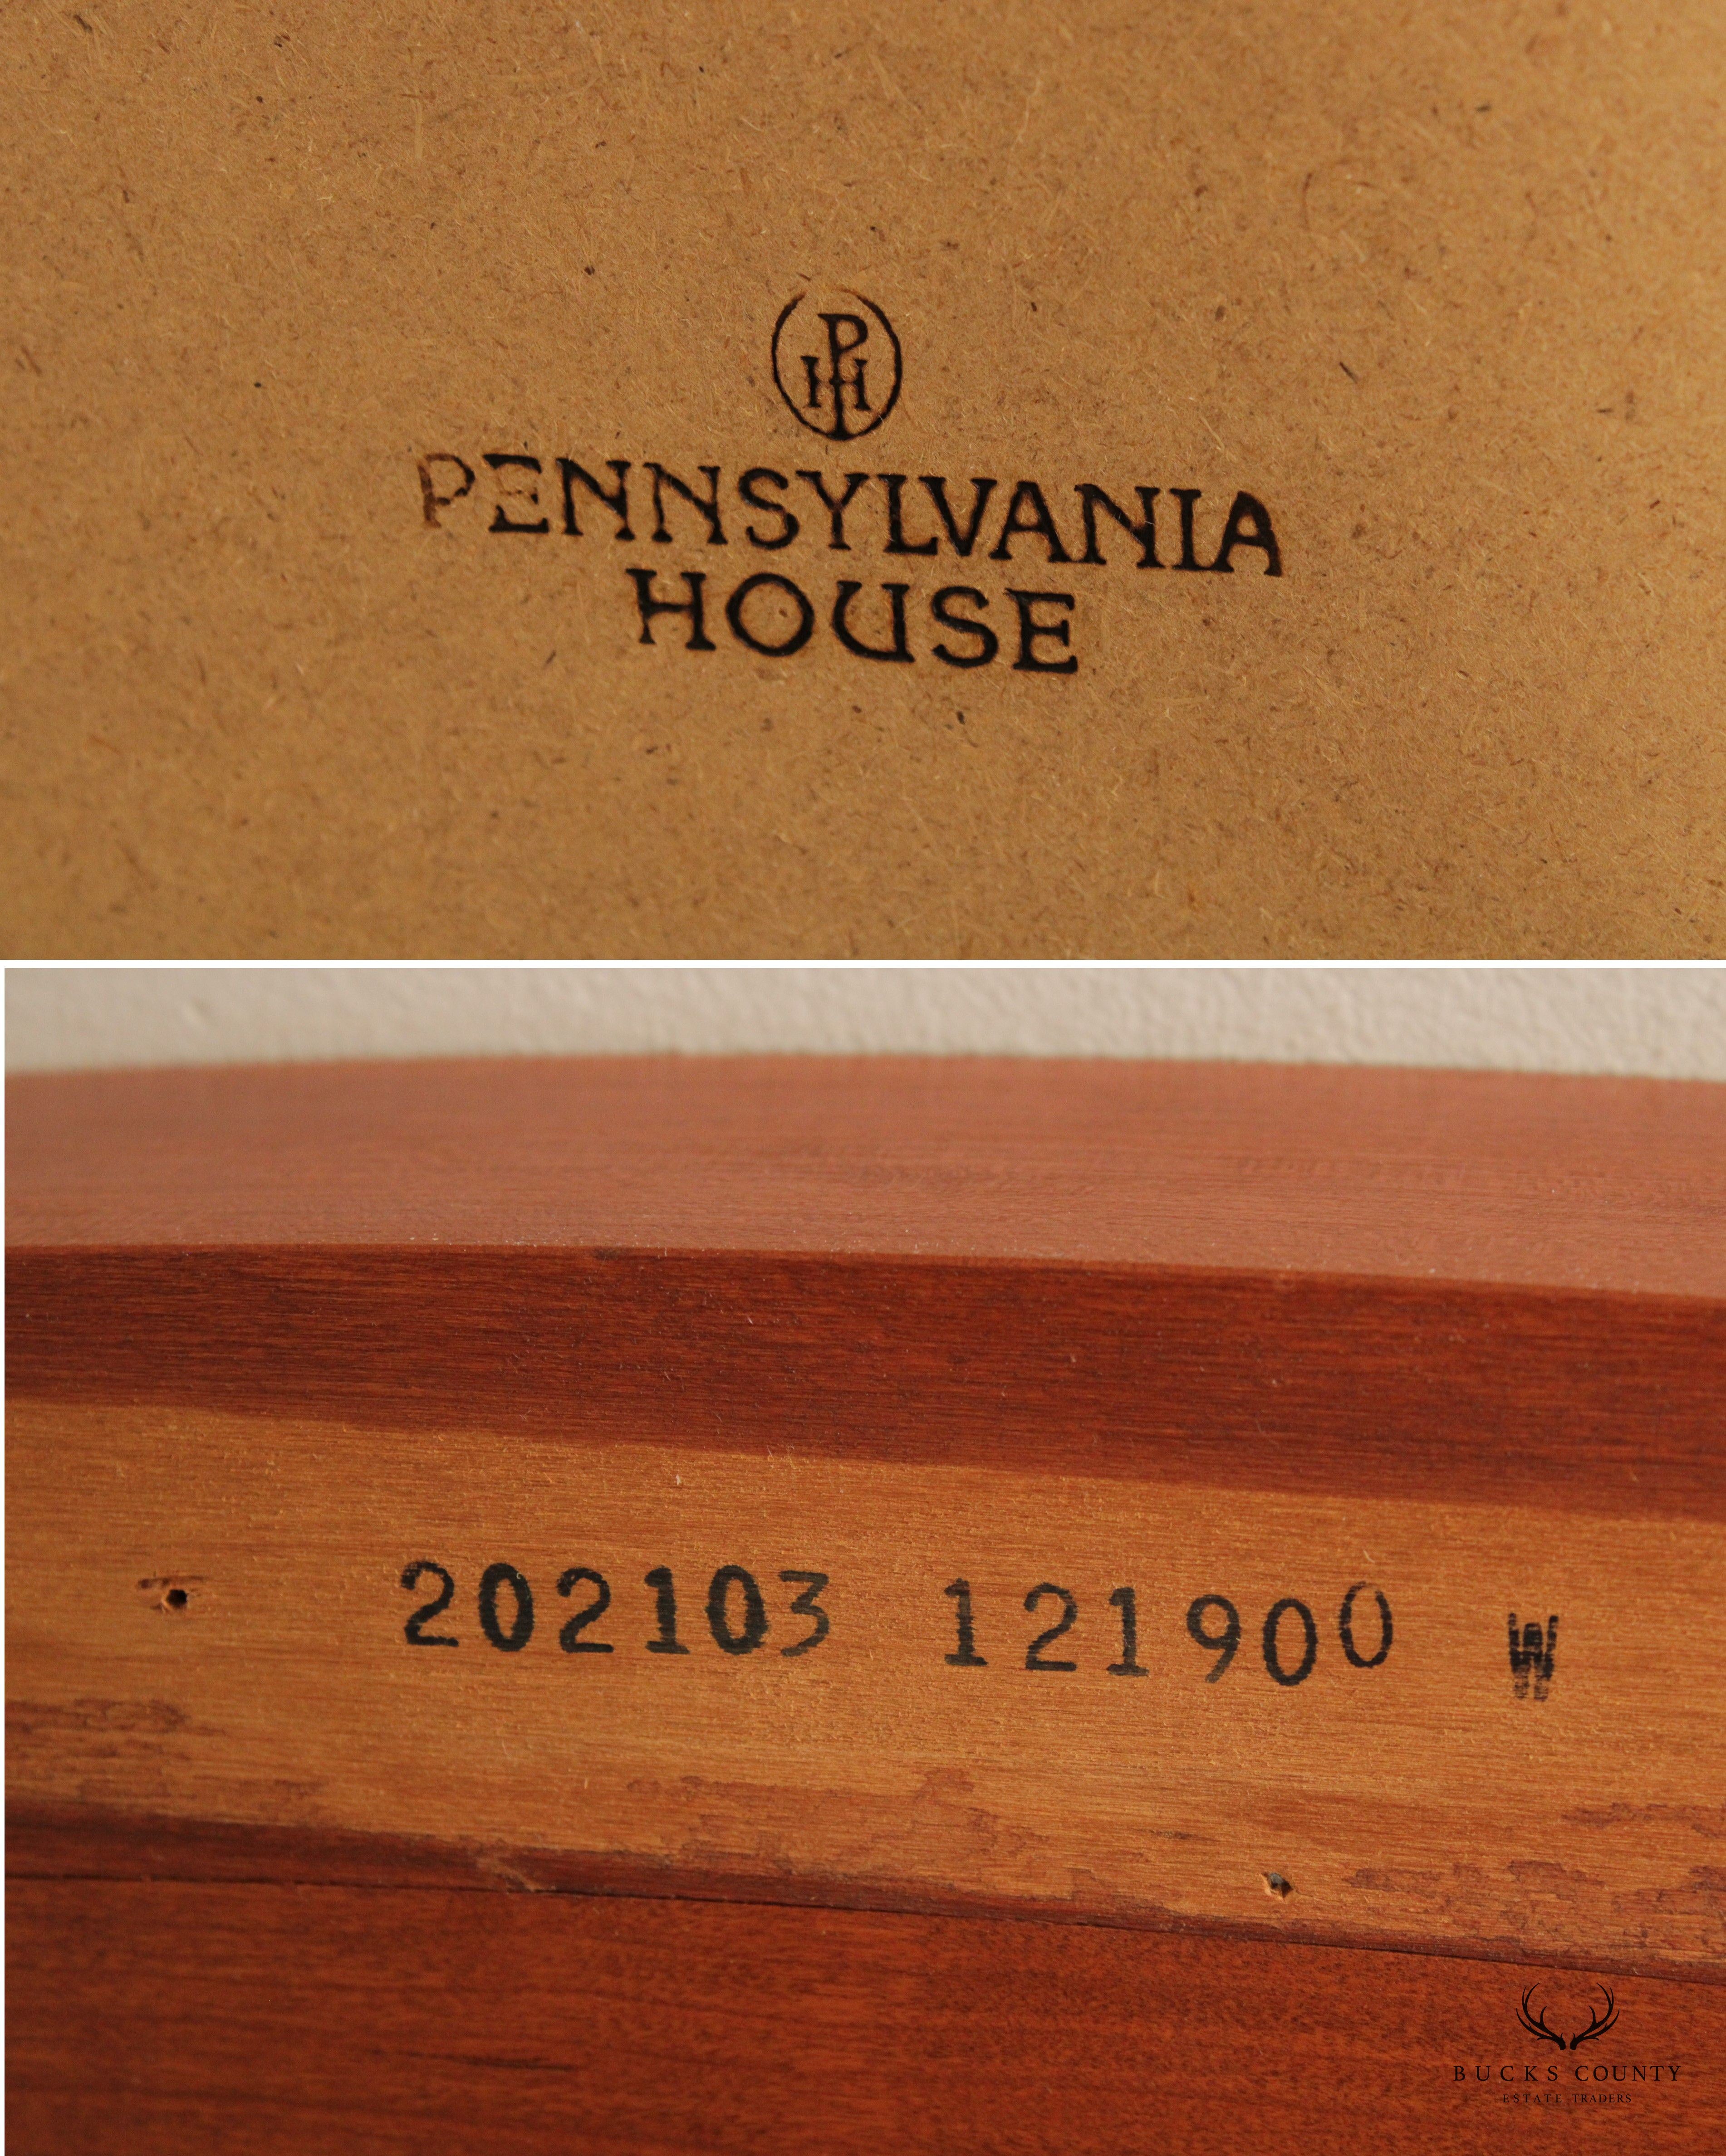 PH
PENNSYLVANIA
HOUSE
202103 121900 W
BUCKS COUNTY
ESTATE TRADERS